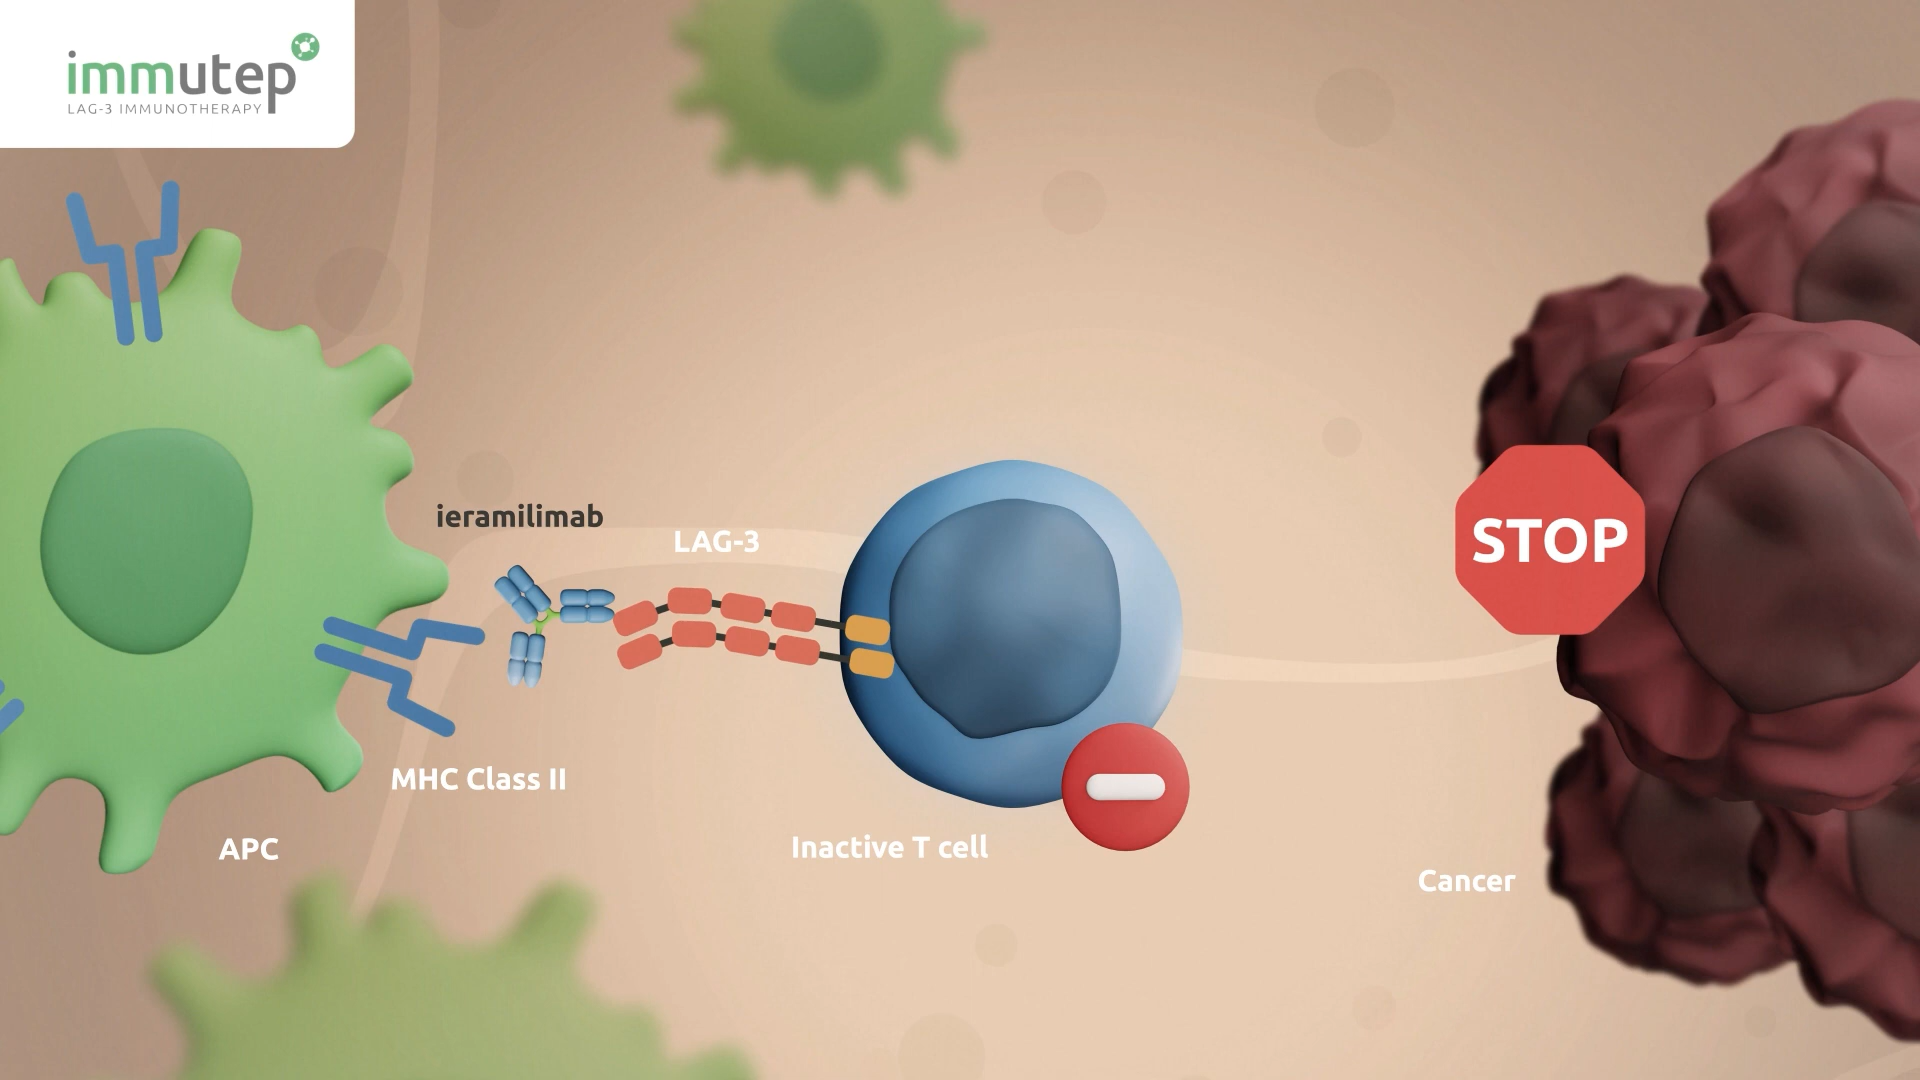 immutep
LAG-3 IMMUNOTHERAPY
ieramilimab
LAG-3
STOP
MHC Class II
APC
Inactive T cell
Cancer